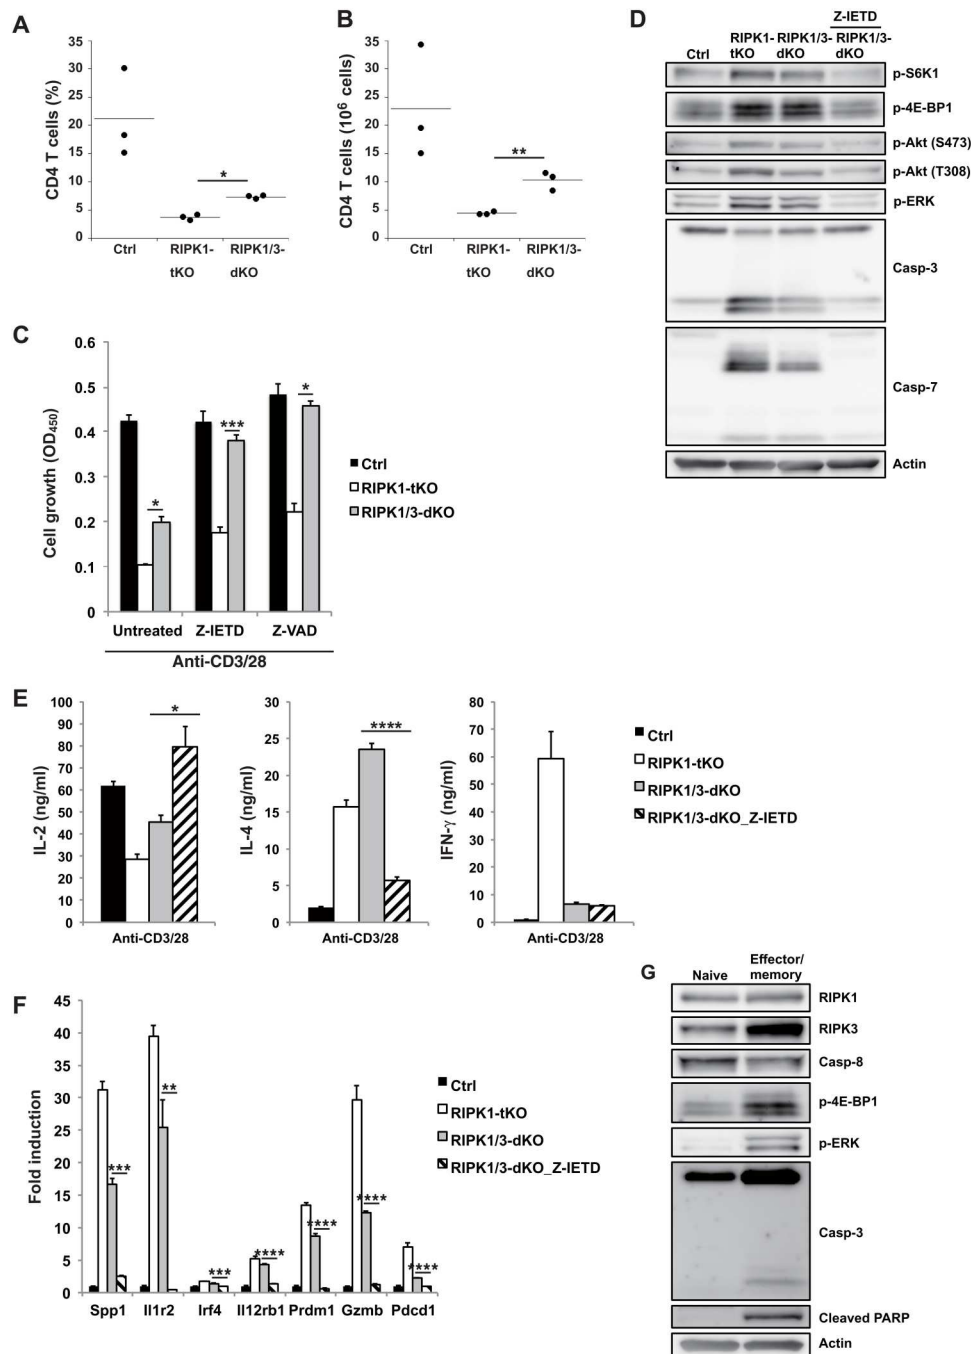 A
CD4 T cells (%)
35
30
25
20
15
10
5
0
*
Ctrl
RIPK1-
tKO
RIPK1/3-
dKO
B
CD4 T cells (10⁶ cells)
35
30
25
20
15
10
5
0
**
Ctrl
RIPK1-
tKO
RIPK1/3-
dKO
C
Cell growth (OD₄₅₀)
0.6
0.5
0.4
0.3
0.2
0.1
0
*
***
*
Untreated
Z-IETD
Z-VAD
Anti-CD3/28
Ctrl
RIPK1-tKO
RIPK1/3-dKO
D
Z-IETD
Ctrl
RIPK1-
tKO
RIPK1/3-
dKO
RIPK1/3-
dKO
p-S6K1
p-4E-BP1
p-Akt (S473)
p-Akt (T308)
p-ERK
Casp-3
Casp-7
Actin
E
IL-2 (ng/ml)
100
90
80
70
60
50
40
30
20
10
0
*
Anti-CD3/28
IL-4 (ng/ml)
30
25
20
15
10
5
0
****
Anti-CD3/28
IFN-γ (ng/ml)
80
70
60
50
40
30
20
10
0
Anti-CD3/28
Ctrl
RIPK1-tKO
RIPK1/3-dKO
RIPK1/3-dKO_Z-IETD
F
Fold induction
45
40
35
30
25
20
15
10
5
0
***
**
***
****
****
****
****
Spp1
Il1r2
Irf4
Il12rb1
Prdm1
Gzmb
Pdcd1
Ctrl
RIPK1-tKO
RIPK1/3-dKO
RIPK1/3-dKO_Z-IETD
G
Naive
Effector/
memory
RIPK1
RIPK3
Casp-8
p-4E-BP1
p-ERK
Casp-3
Cleaved PARP
Actin